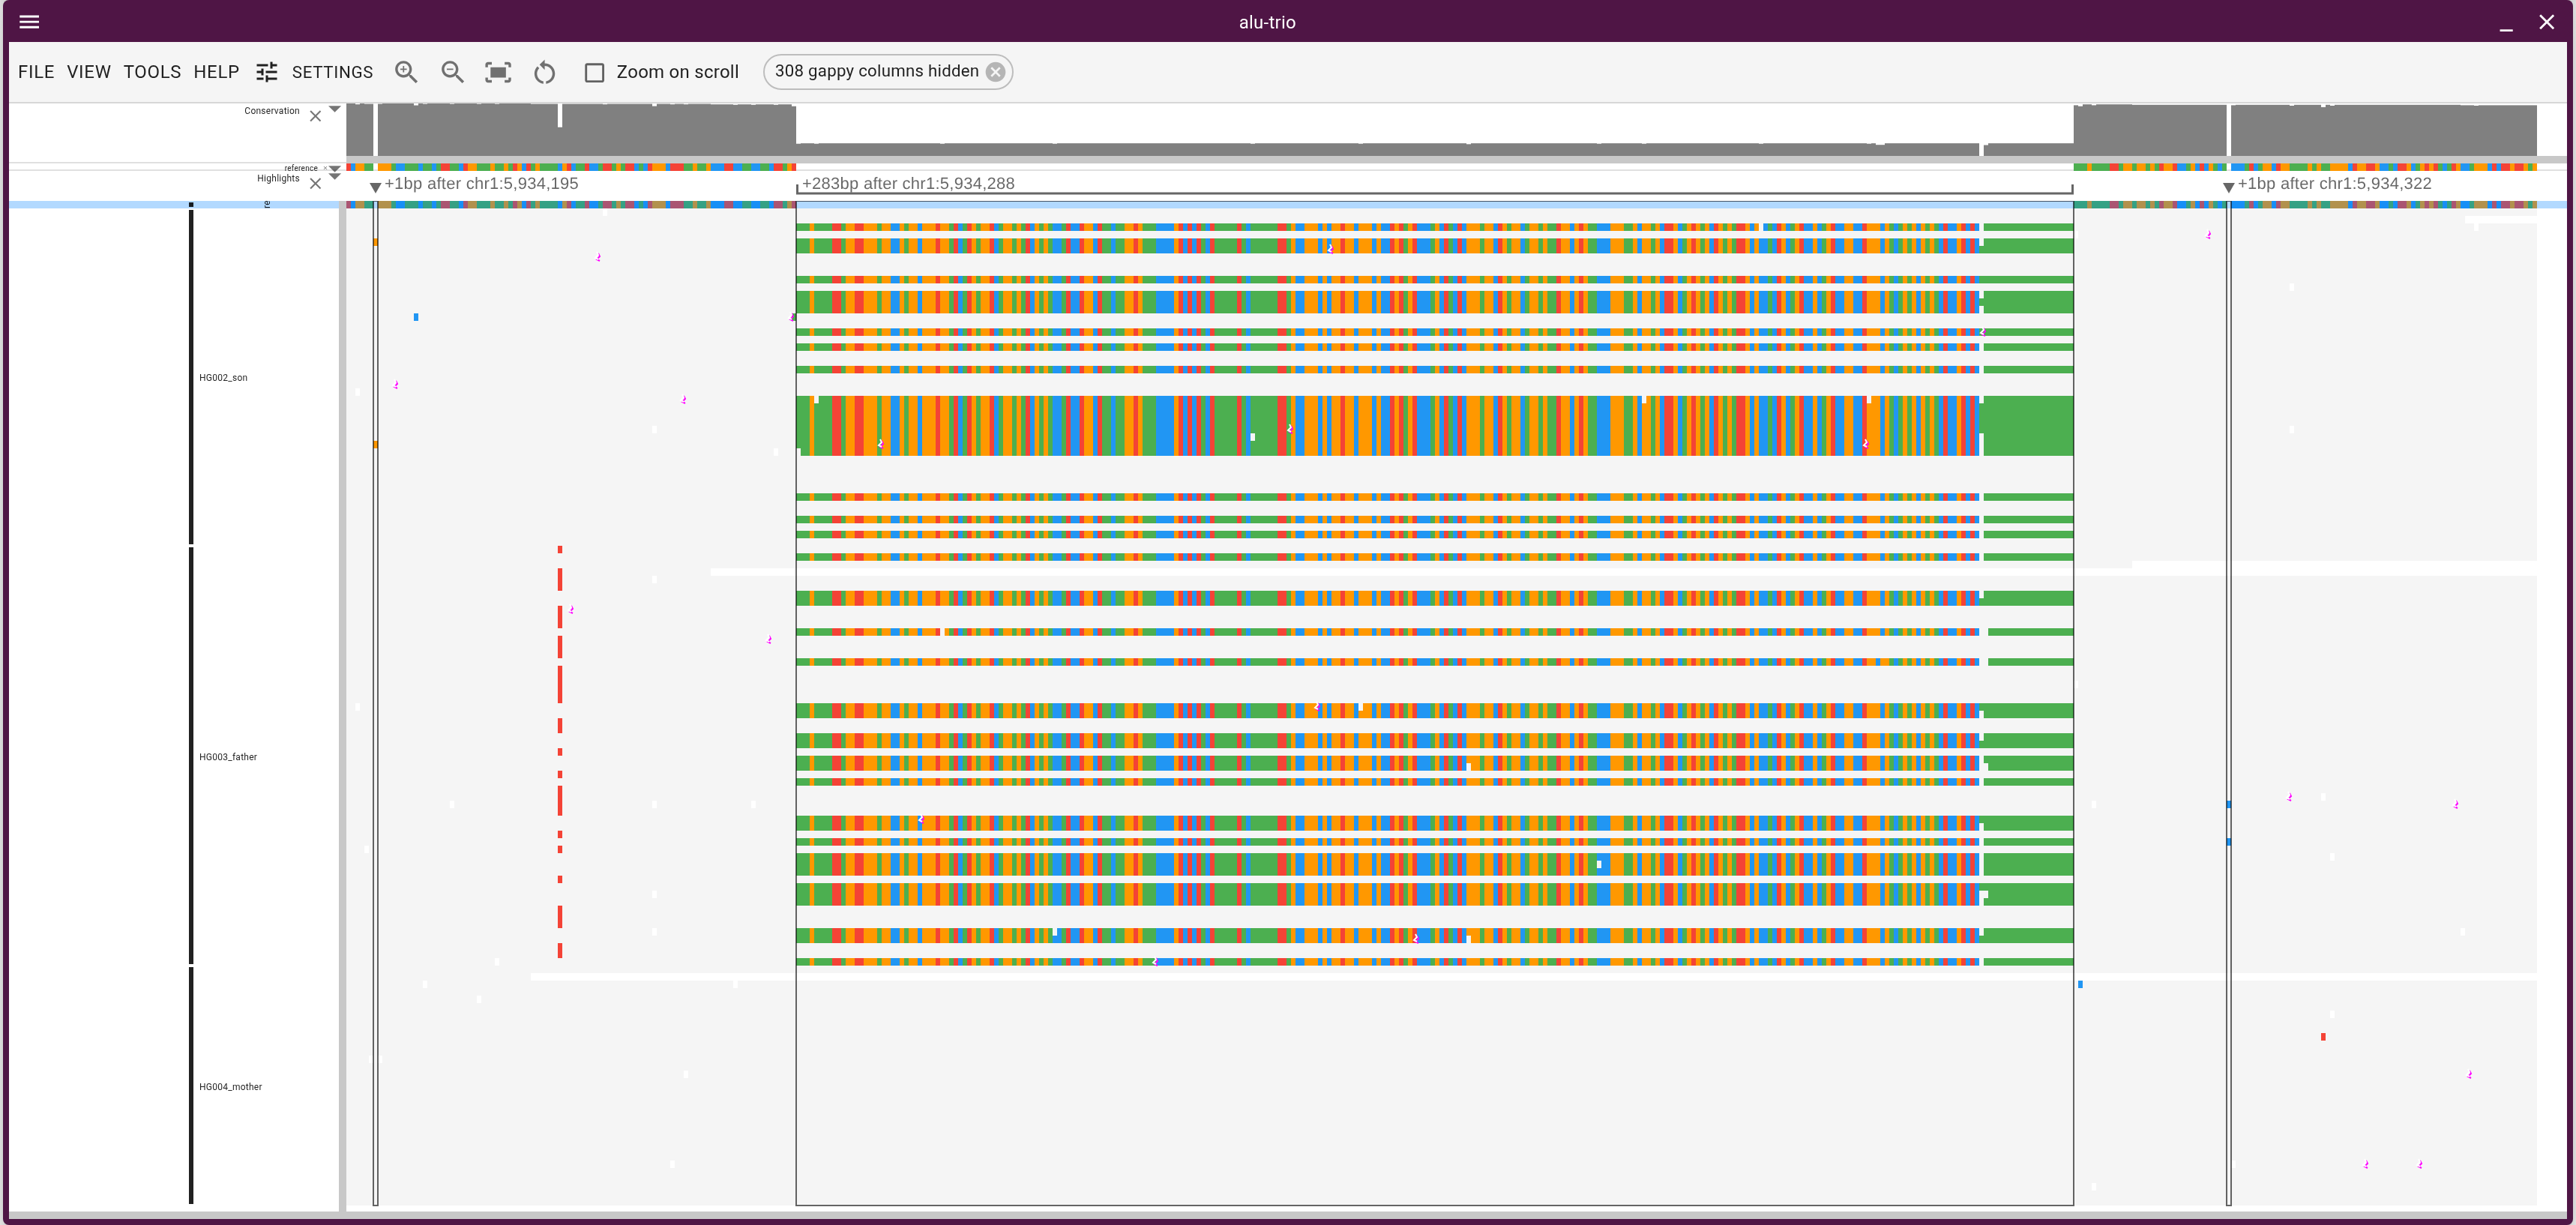 alu-trio
FILE VIEW TOOLS HELP SETTINGS Zoom on scroll 308 gappy columns hidden
Conservation
reference
Highlights
+1bp after chr1:5,934,195
+283bp after chr1:5,934,288
+1bp after chr1:5,934,322
re
HG002_son
HG003_father
HG004_mother